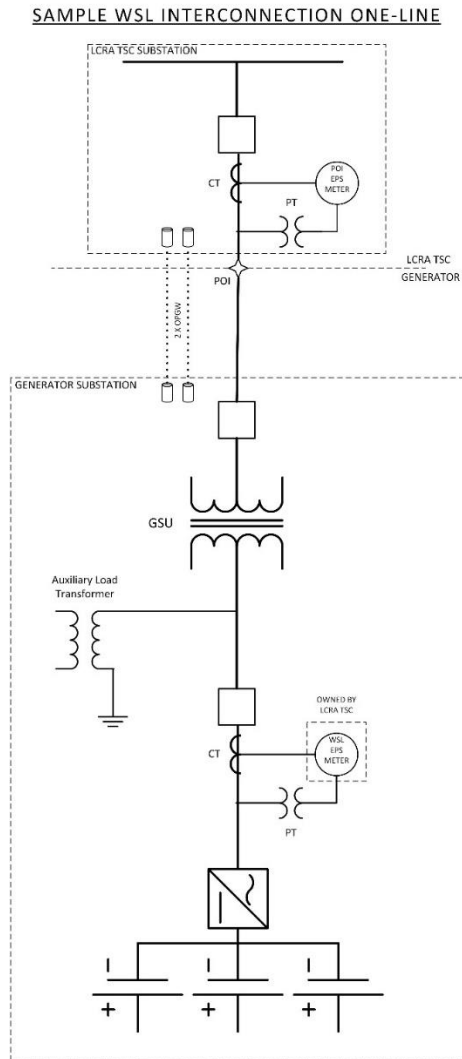 SAMPLE WSL INTERCONNECTION ONE-LINE
LCRA TSC SUBSTATION
CT
POI
EPS
METER
PT
LCRA TSC
GENERATOR
POI
2 X OPGW
GENERATOR SUBSTATION
GSU
Auxiliary Load
Transformer
OWNED BY
LCRA TSC
CT
WSL
EPS
METER
PT
+
+
+